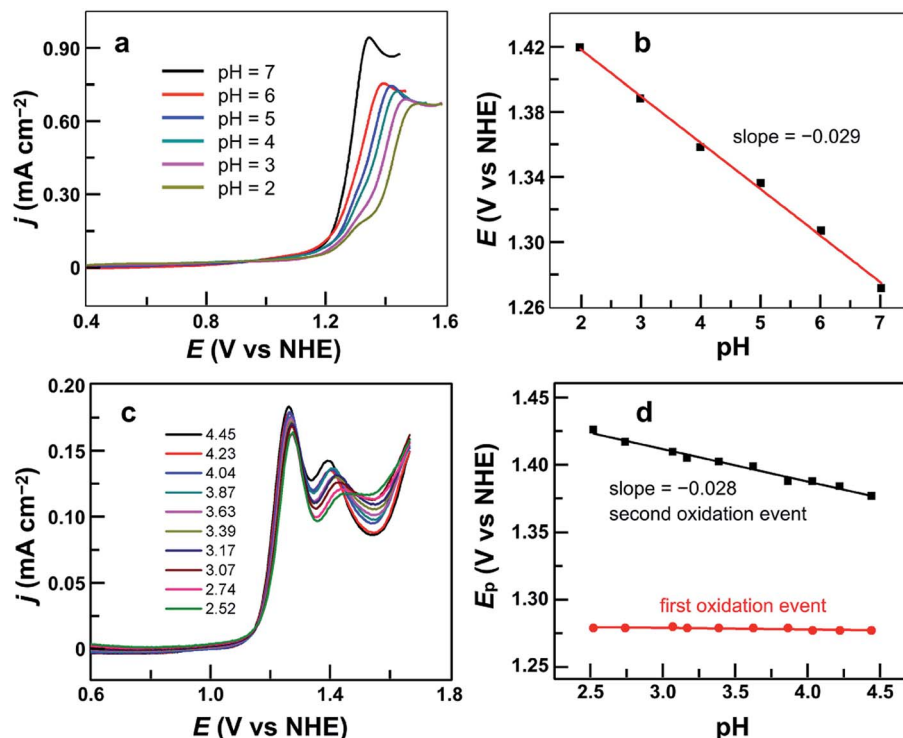 a
0.90
0.60
0.30
0
j (mA cm−2)
pH = 7
pH = 6
pH = 5
pH = 4
pH = 3
pH = 2
0.4
0.8
1.2
1.6
E (V vs NHE)
b
1.42
1.38
1.34
1.30
1.26
E (V vs NHE)
slope = −0.029
2
3
4
5
6
7
pH
c
0.20
0.15
0.10
0.05
0
j (mA cm−2)
4.45
4.23
4.04
3.87
3.63
3.39
3.17
3.07
2.74
2.52
0.6
1.0
1.4
1.8
E (V vs NHE)
d
1.45
1.40
1.35
1.30
1.25
Ep (V vs NHE)
slope = −0.028
second oxidation event
first oxidation event
2.5
3.0
3.5
4.0
4.5
pH